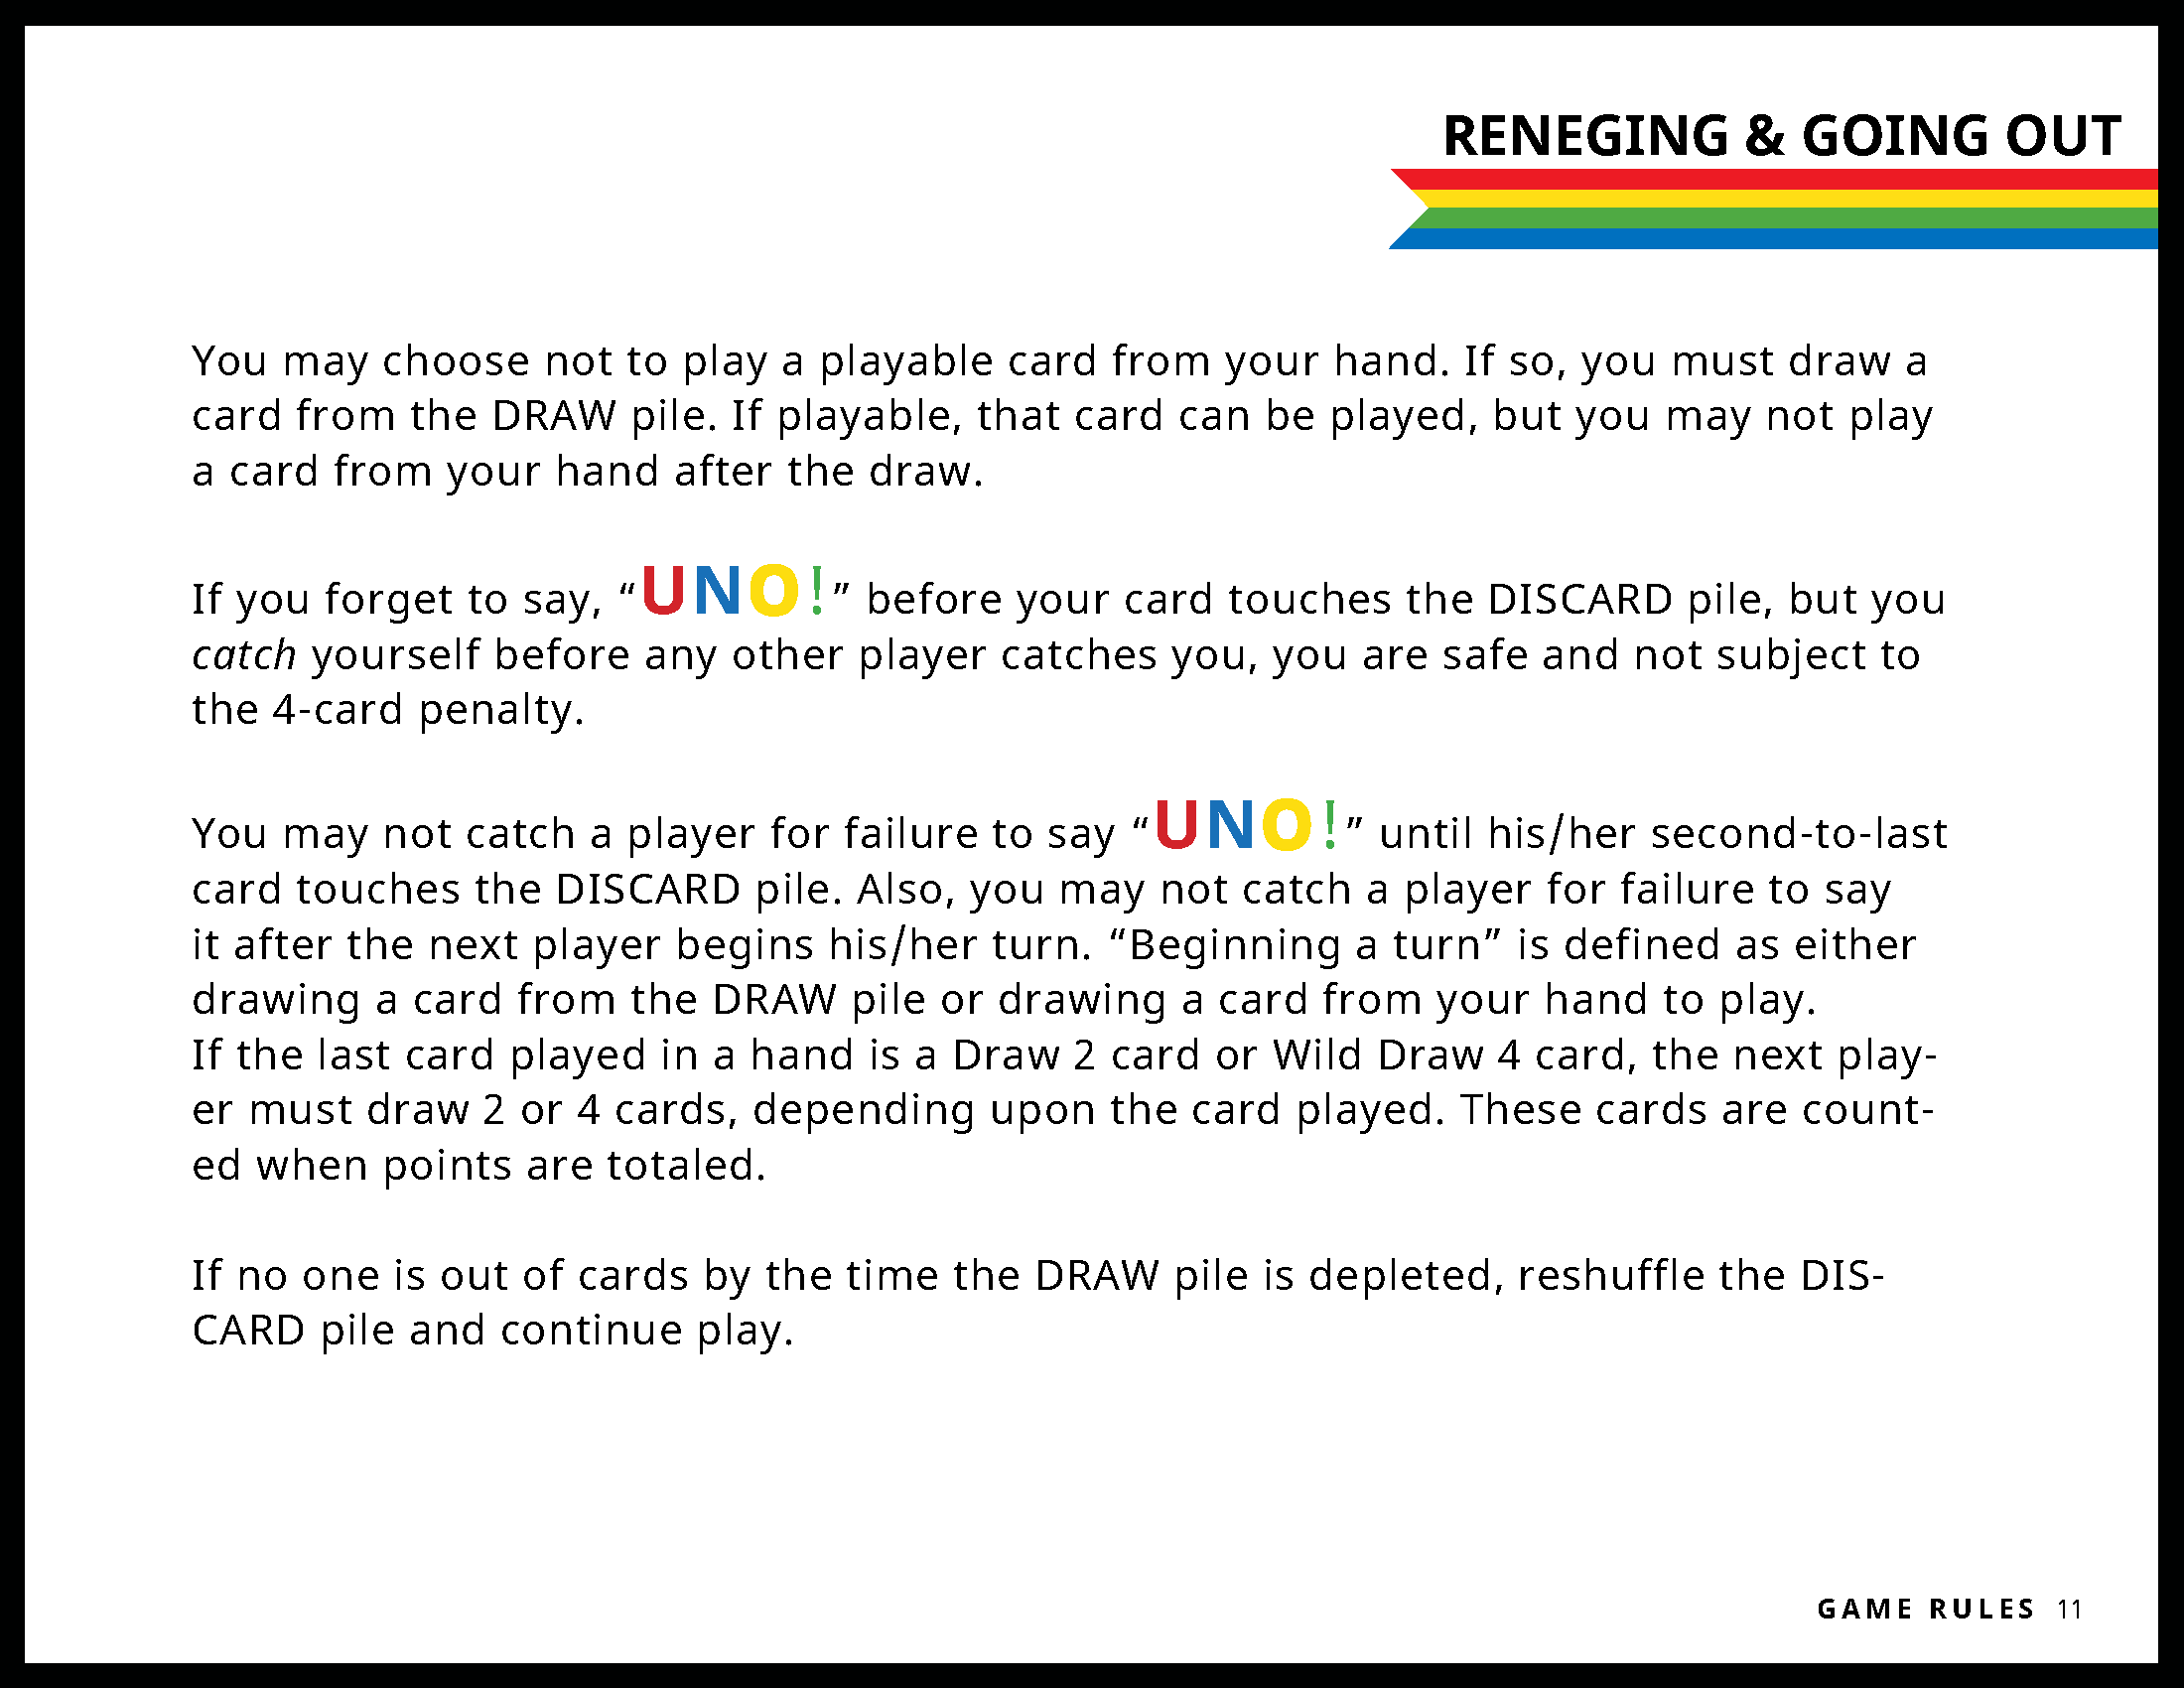 RENEGING & GOING OUT
You may choose not to play a playable card from your hand. If so, you must draw a
card from the DRAW pile. If playable, that card can be played, but you may not play
a card from your hand after the draw.
If you forget to say, “UNO!” before your card touches the DISCARD pile, but you
catch yourself before any other player catches you, you are safe and not subject to
the 4-card penalty.
You may not catch a player for failure to say “UNO!” until his/her second-to-last
card touches the DISCARD pile. Also, you may not catch a player for failure to say
it after the next player begins his/her turn. “Beginning a turn” is defined as either
drawing a card from the DRAW pile or drawing a card from your hand to play.
If the last card played in a hand is a Draw 2 card or Wild Draw 4 card, the next play-
er must draw 2 or 4 cards, depending upon the card played. These cards are count-
ed when points are totaled.
If no one is out of cards by the time the DRAW pile is depleted, reshuffle the DIS-
CARD pile and continue play.
GAME RULES 11